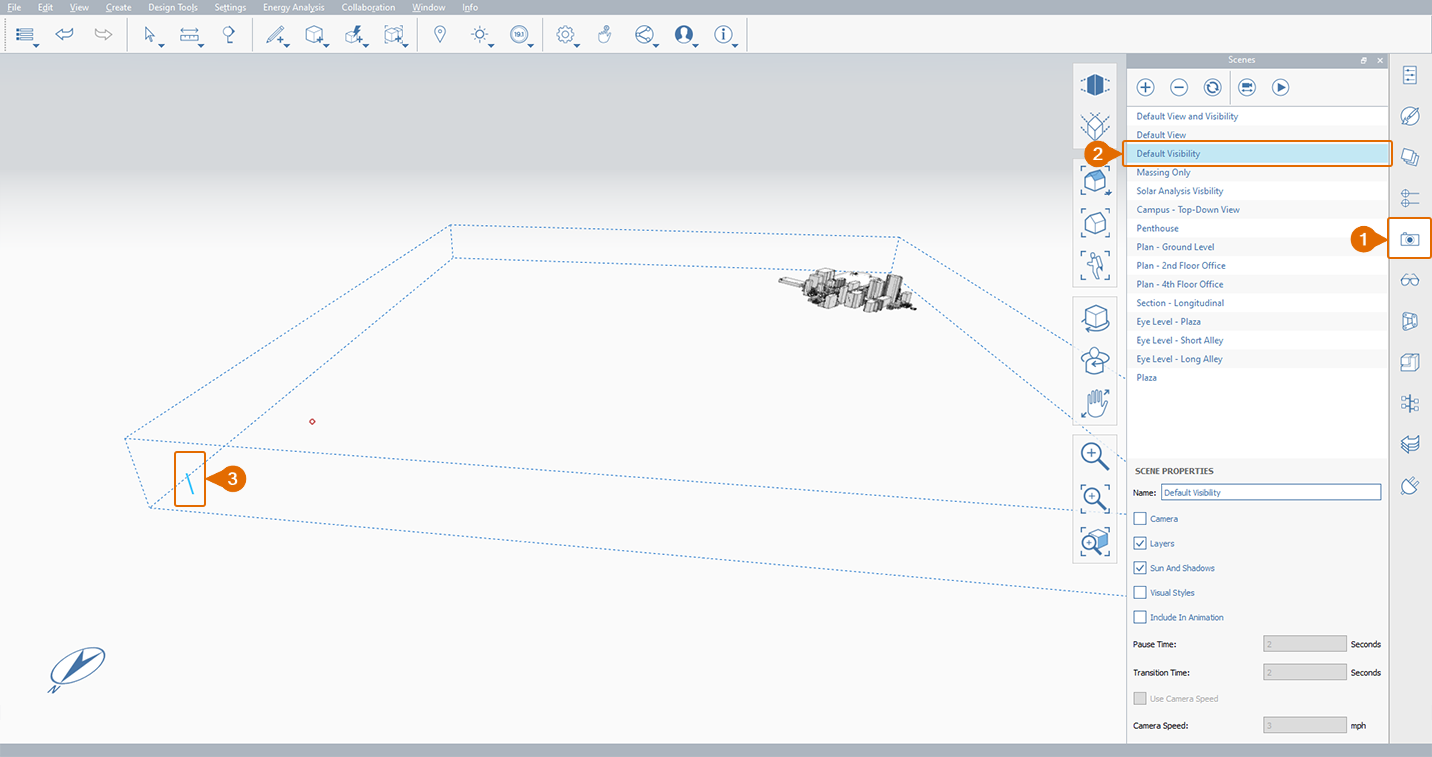 File Edit View Create Design Tools Settings Energy Analysis Collaboration Window Info
19.1
Scenes
Default View and Visibility
Default View
2
Default Visibility
Massing Only
Solar Analysis Visbility
Campus - Top-Down View
Penthouse
1
Plan - Ground Level
Plan - 2nd Floor Office
Plan - 4th Floor Office
Section - Longitudinal
Eye Level - Plaza
Eye Level - Short Alley
Eye Level - Long Alley
Plaza
3
SCENE PROPERTIES
Name: Default Visibility
Camera
Layers
Sun And Shadows
Visual Styles
Include In Animation
Pause Time: 2 Seconds
Transition Time: 2 Seconds
Use Camera Speed
Camera Speed: 3 mph
N